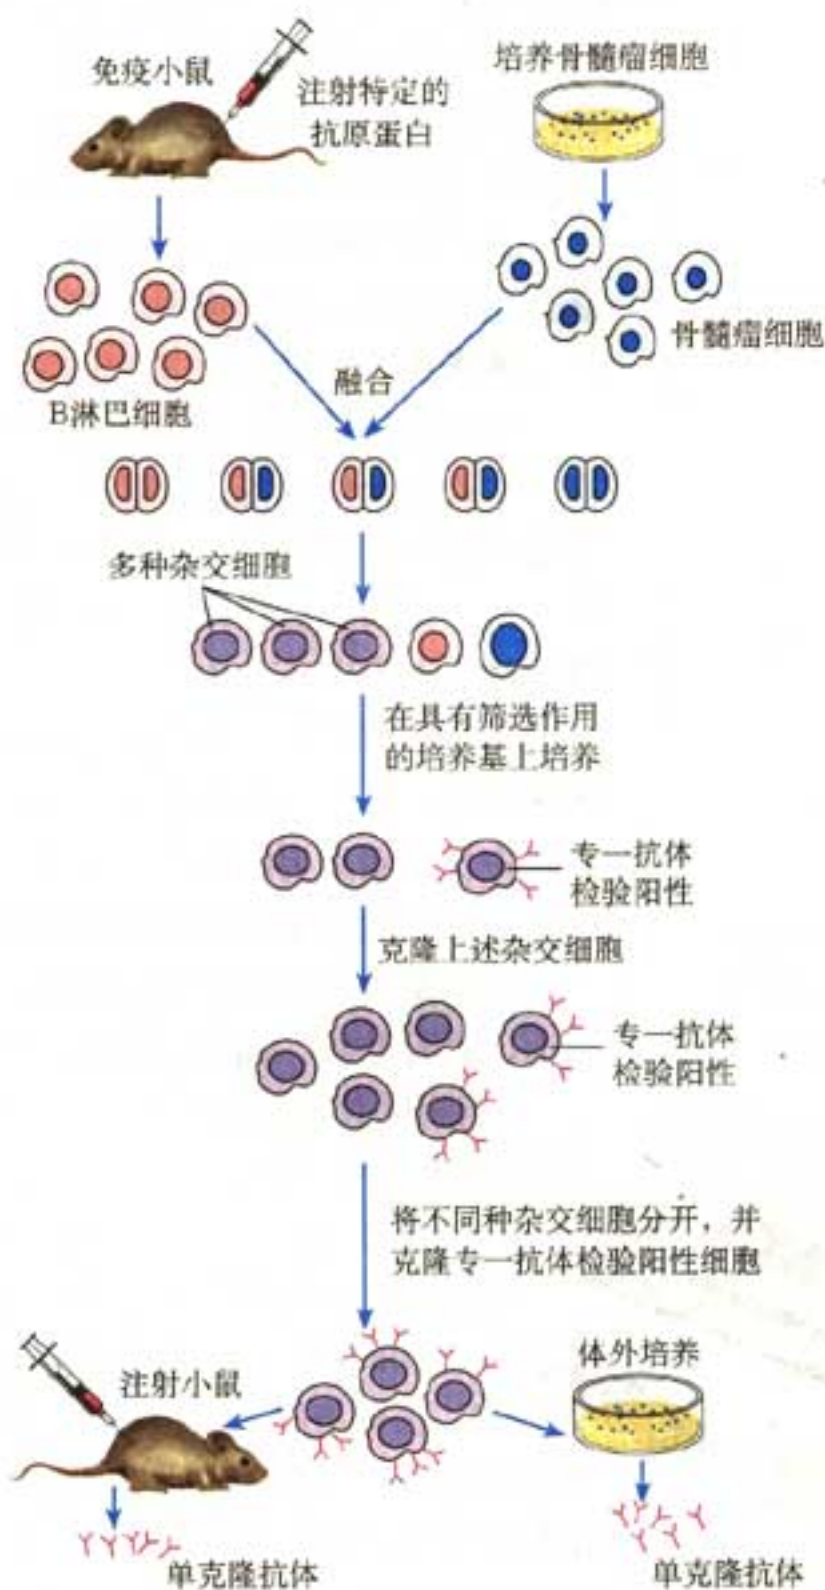 免疫小鼠
注射特定的
抗原蛋白
培养骨髓瘤细胞
骨髓瘤细胞
B淋巴细胞
融合
多种杂交细胞
在具有筛选作用
的培养基上培养
专一抗体
检验阳性
克隆上述杂交细胞
专一抗体
检验阳性
将不同种杂交细胞分开，并
克隆专一抗体检验阳性细胞
注射小鼠
体外培养
单克隆抗体
单克隆抗体